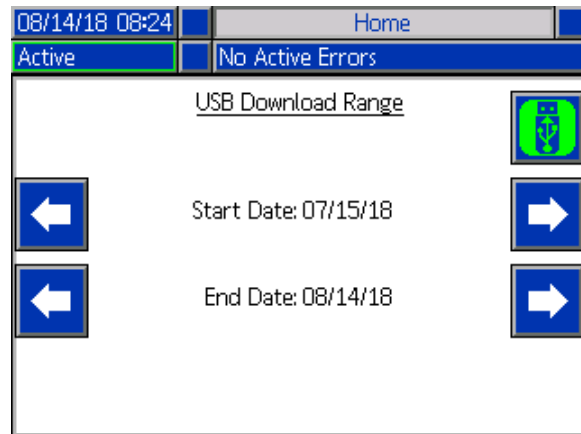 08/14/18 08:24 Home
Active No Active Errors
USB Download Range
Start Date: 07/15/18
End Date: 08/14/18